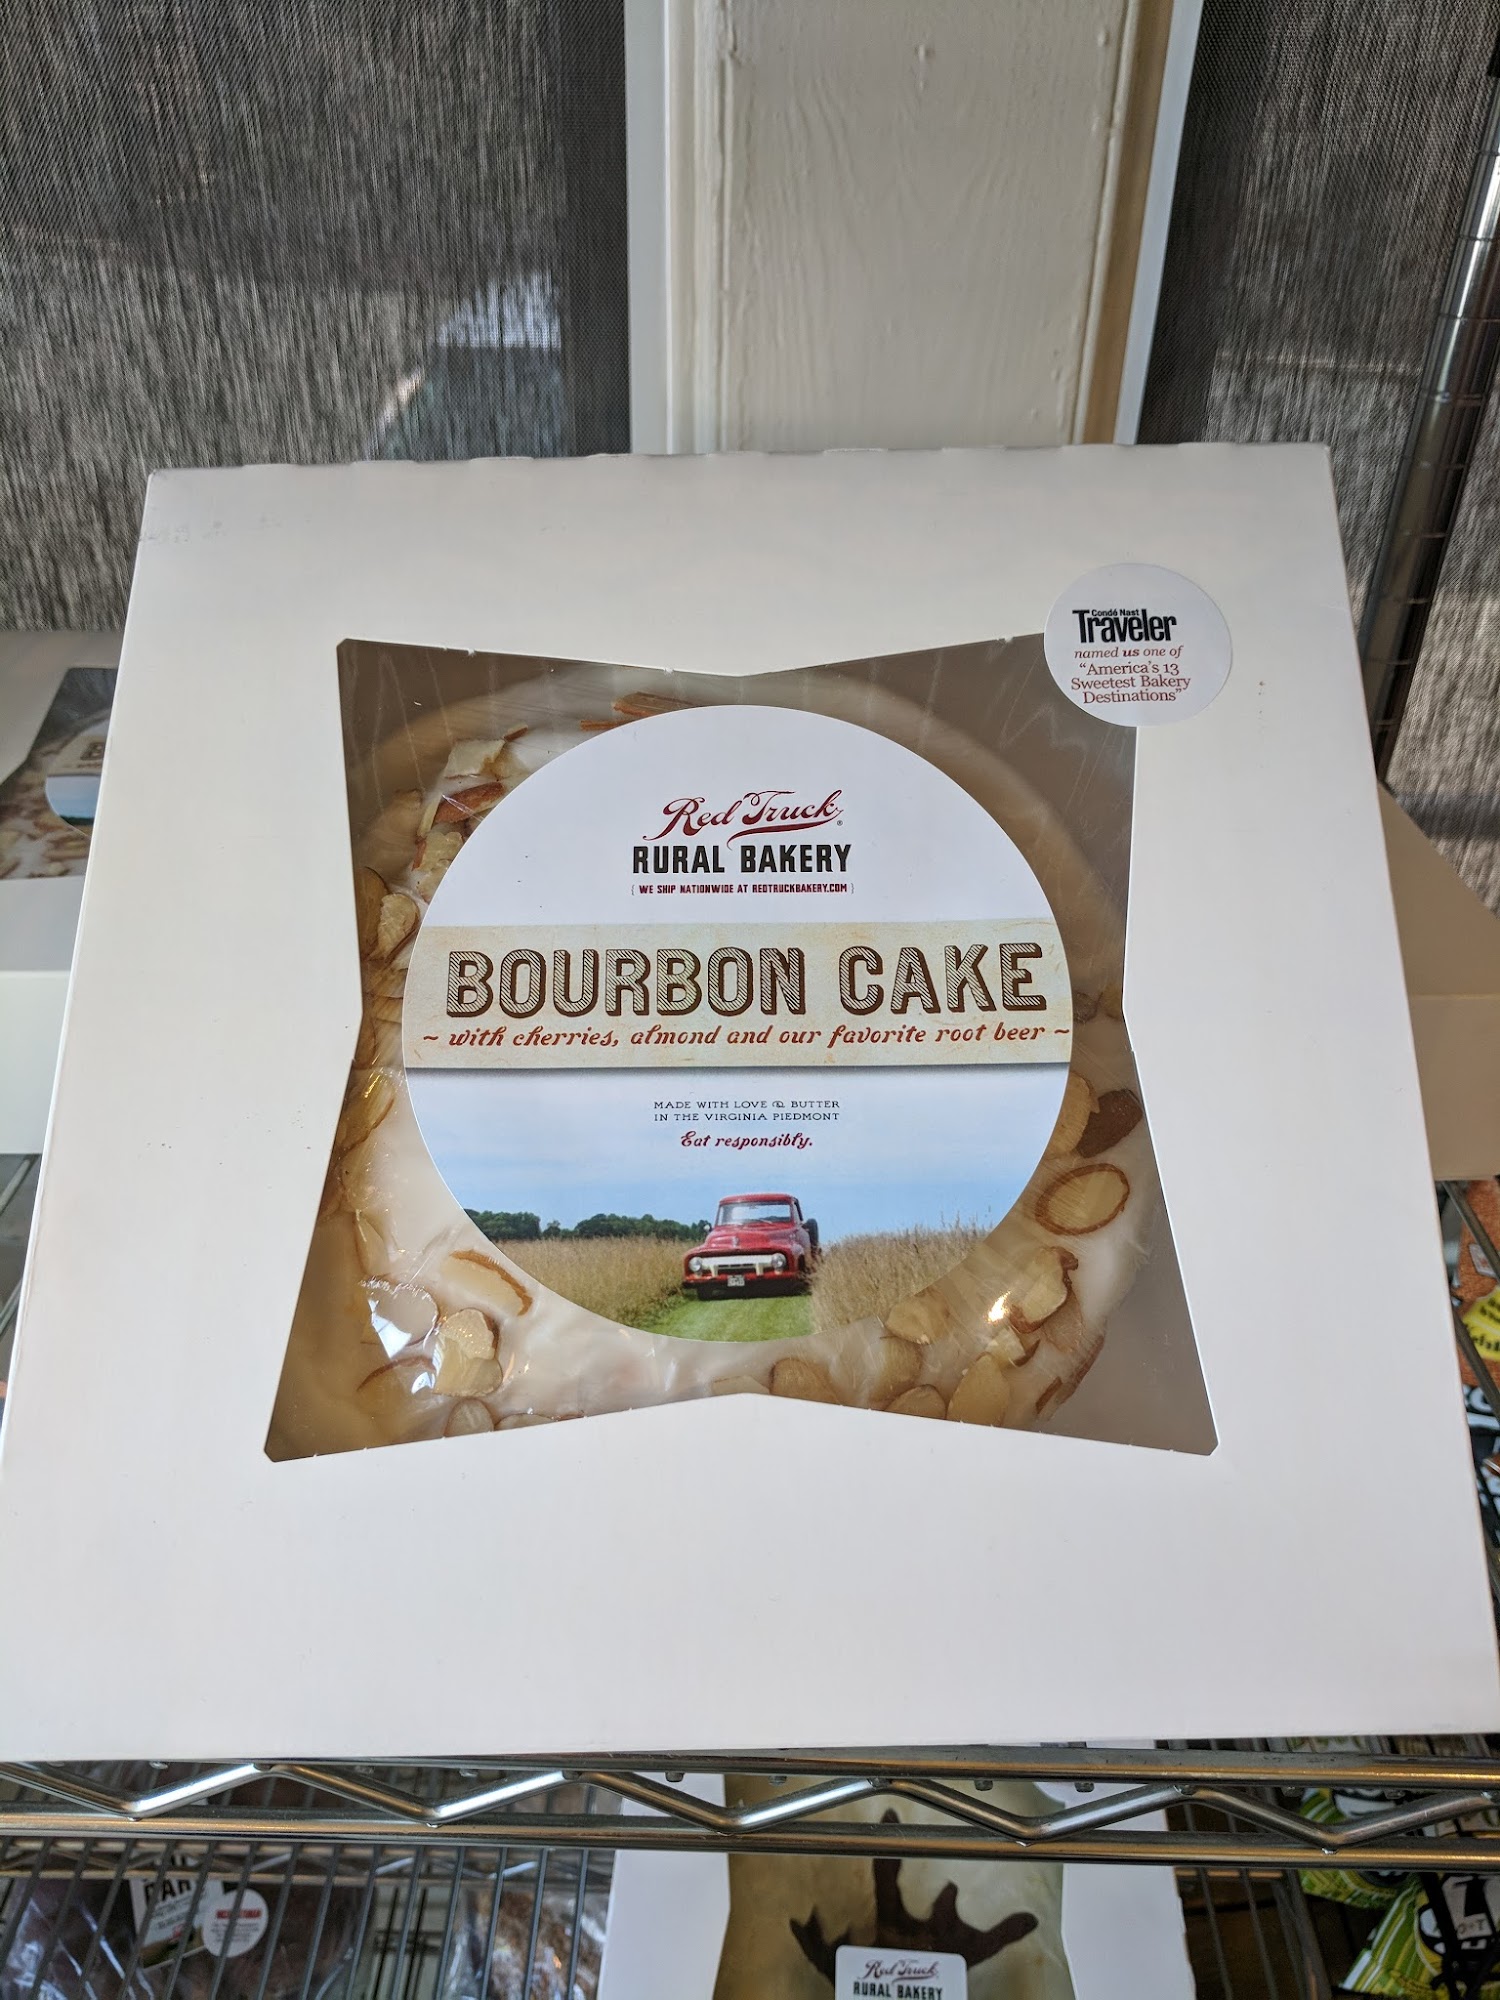 Condé Nast
Traveler
named us one of
“America's 13
Sweetest Bakery
Destinations”
Red Truck®
RURAL BAKERY
{ WE SHIP NATIONWIDE AT REDTRUCKBAKERY.COM }
BOURBON CAKE
~ with cherries, almond and our favorite root beer ~
MADE WITH LOVE & BUTTER
IN THE VIRGINIA PIEDMONT
Eat responsibly.
Red Truck
RURAL BAKERY